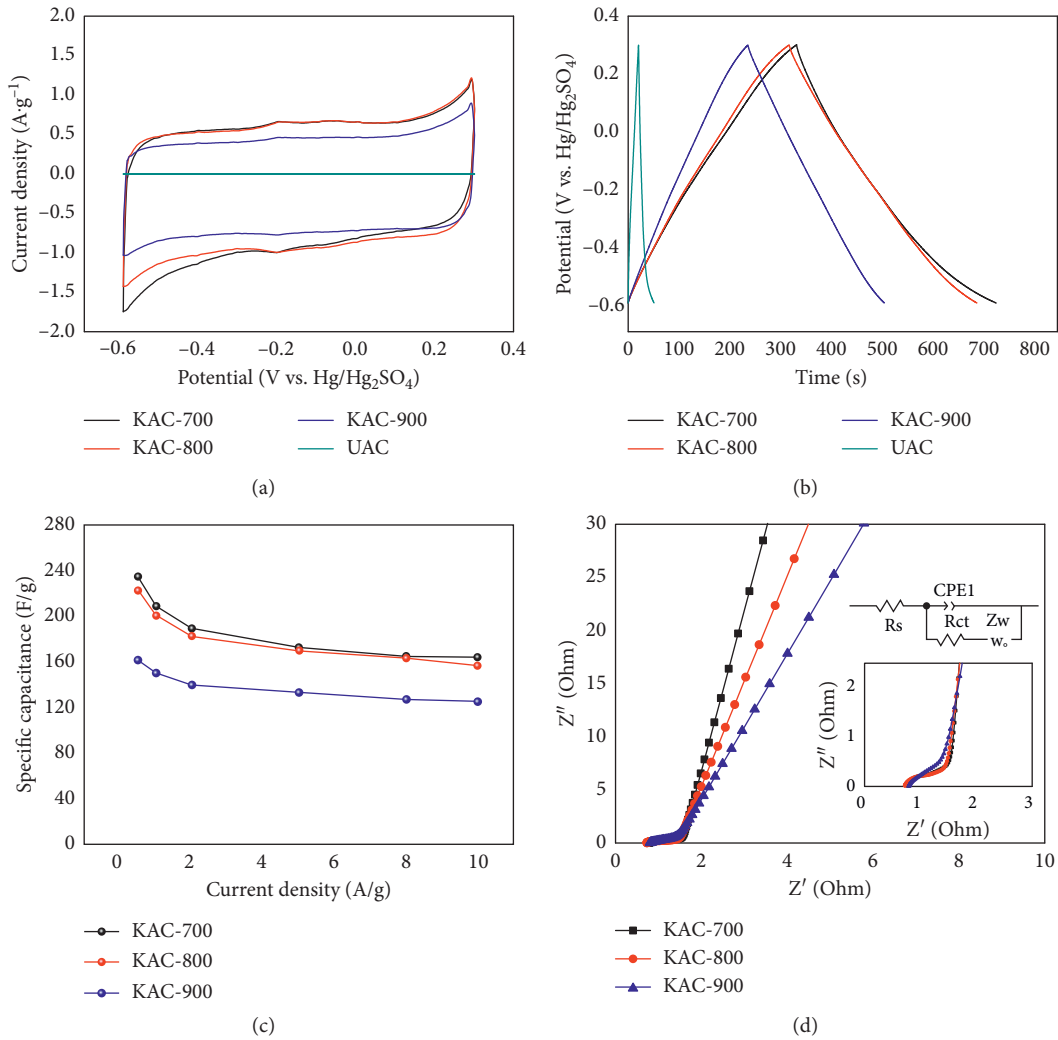 2.0
1.5
1.0
0.5
0.0
–0.5
–1.0
–1.5
–2.0
Current density (A·g⁻¹)
–0.6
–0.4
–0.2
0.0
0.2
0.4
Potential (V vs. Hg/Hg₂SO₄)
KAC-700
KAC-800
KAC-900
UAC
(a)
0.4
0.2
0.0
–0.2
–0.4
–0.6
Potential (V vs. Hg/Hg₂SO₄)
0
100
200
300
400
500
600
700
800
Time (s)
KAC-700
KAC-800
KAC-900
UAC
(b)
280
240
200
160
120
80
40
0
Specific capacitance (F/g)
0
2
4
6
8
10
Current density (A/g)
KAC-700
KAC-800
KAC-900
(c)
30
25
20
15
10
5
0
Z″ (Ohm)
0
2
4
6
8
10
Z′ (Ohm)
CPE1
Rs
Rct
Zw
wₒ
2
1
0
Z″ (Ohm)
0
1
2
3
Z′ (Ohm)
KAC-700
KAC-800
KAC-900
(d)